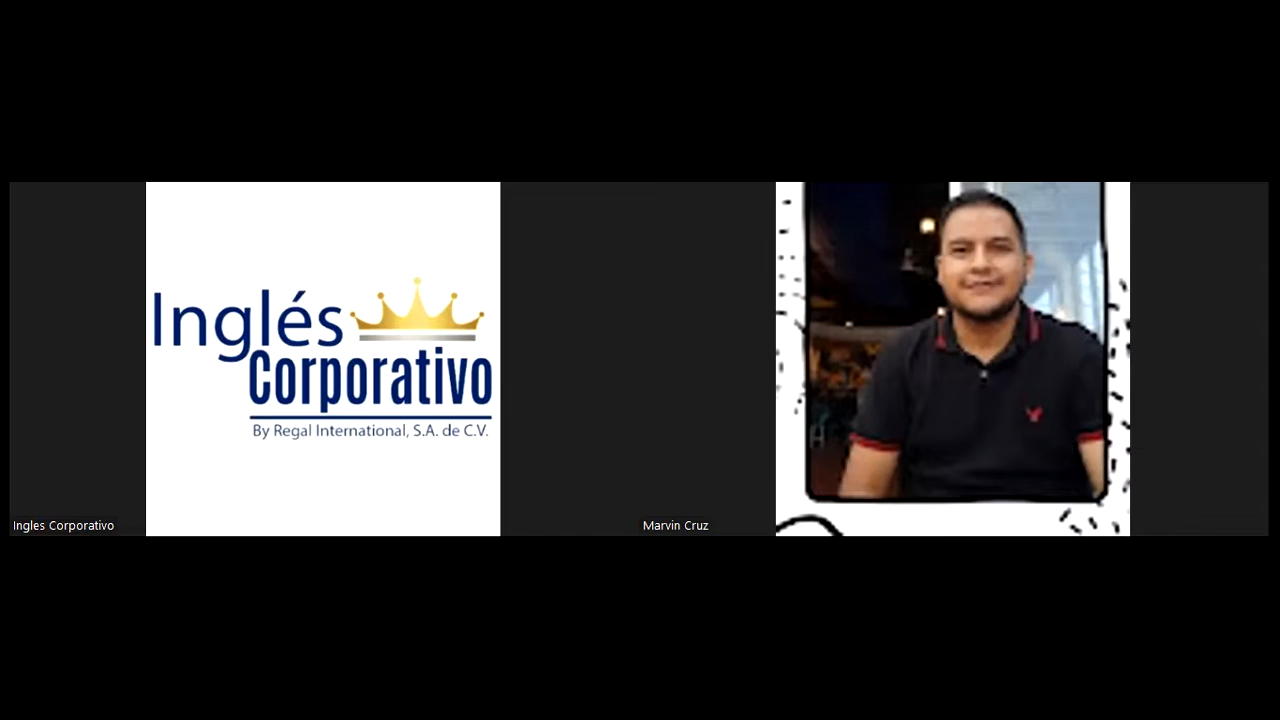 Inglés
Corporativo
By Regal International, S.A. de C.V.
Ingles Corporativo
Marvin Cruz